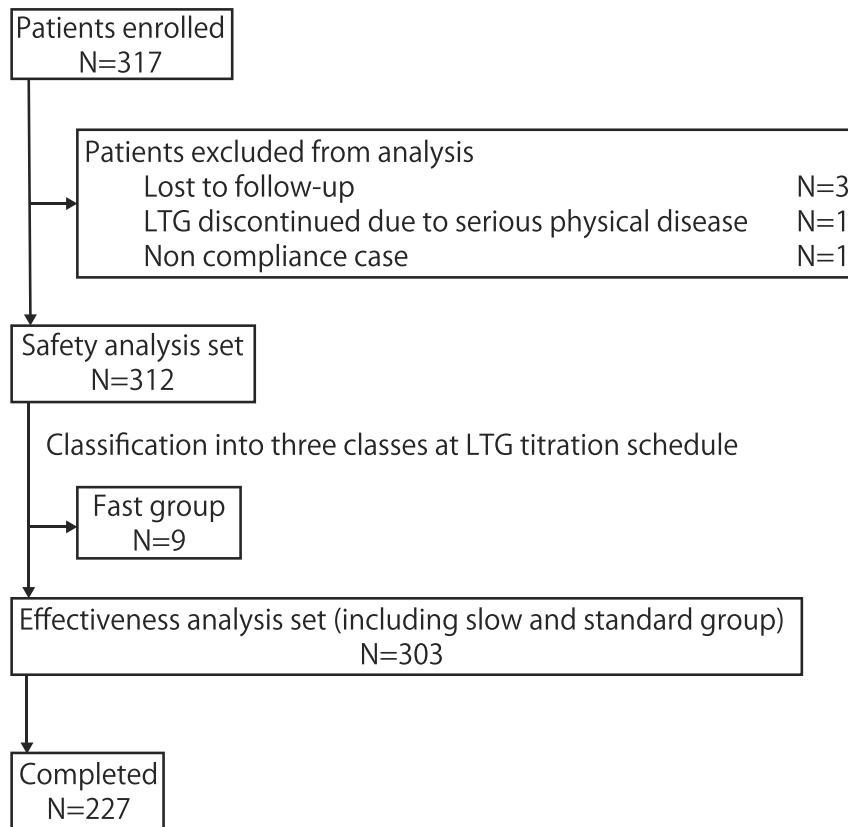 Patients enrolled
N=317
Patients excluded from analysis
Lost to follow-up N=3
LTG discontinued due to serious physical disease N=1
Non compliance case N=1
Safety analysis set
N=312
Classification into three classes at LTG titration schedule
Fast group
N=9
Effectiveness analysis set (including slow and standard group)
N=303
Completed
N=227